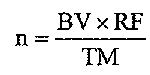 n = BV × RF / TM